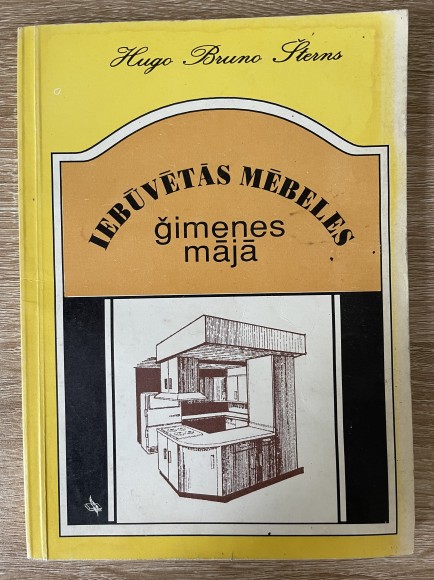 Hugo Bruno Šterns
IEBŪVĒTĀS MĒBELES
ģimenes
mājā